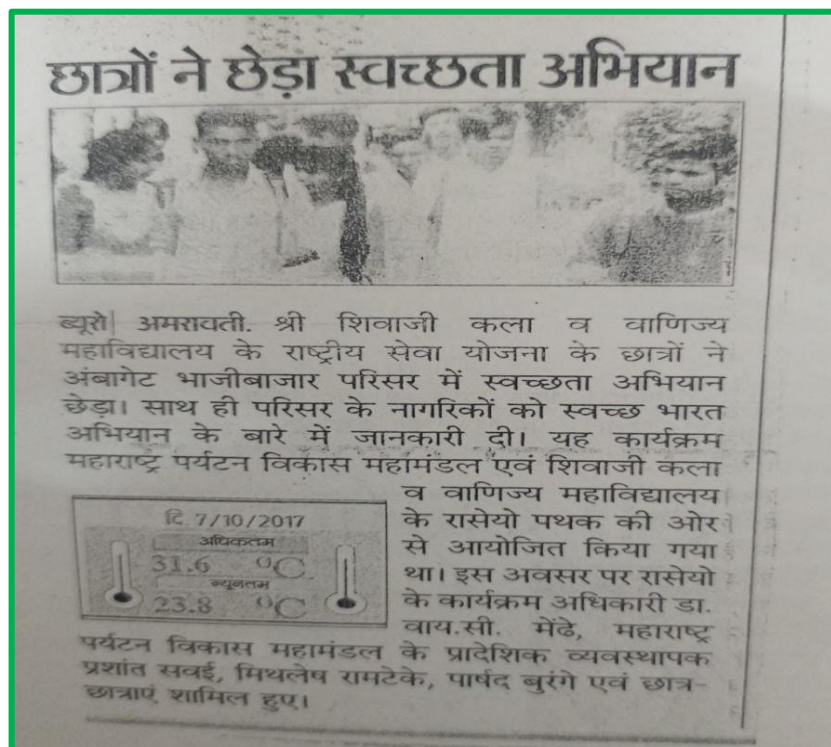 छात्रों ने छेड़ा स्वच्छता अभियान
ब्यूरो| अमरावती. श्री शिवाजी कला व वाणिज्य
महाविद्यालय के राष्ट्रीय सेवा योजना के छात्रों ने
अंबागेट भाजीबाजार परिसर में स्वच्छता अभियान
छेड़ा। साथ ही परिसर के नागरिकों को स्वच्छ भारत
अभियान के बारे में जानकारी दी। यह कार्यक्रम
महाराष्ट्र पर्यटन विकास महामंडल एवं शिवाजी कला
व वाणिज्य महाविद्यालय
के रासेयो पथक की ओर
से आयोजित किया गया
था। इस अवसर पर रासेयो
के कार्यक्रम अधिकारी डा.
वाय.सी. मेंढे, महाराष्ट्र
पर्यटन विकास महामंडल के प्रादेशिक व्यवस्थापक
प्रशांत सवई, मिथलेष रामटेके, पार्षद बुरंगे एवं छात्र-
छात्राएं शामिल हुए।
दि. 7/10/2017
अधिकतम
31.6 °C
न्यूनतम
23.8 °C